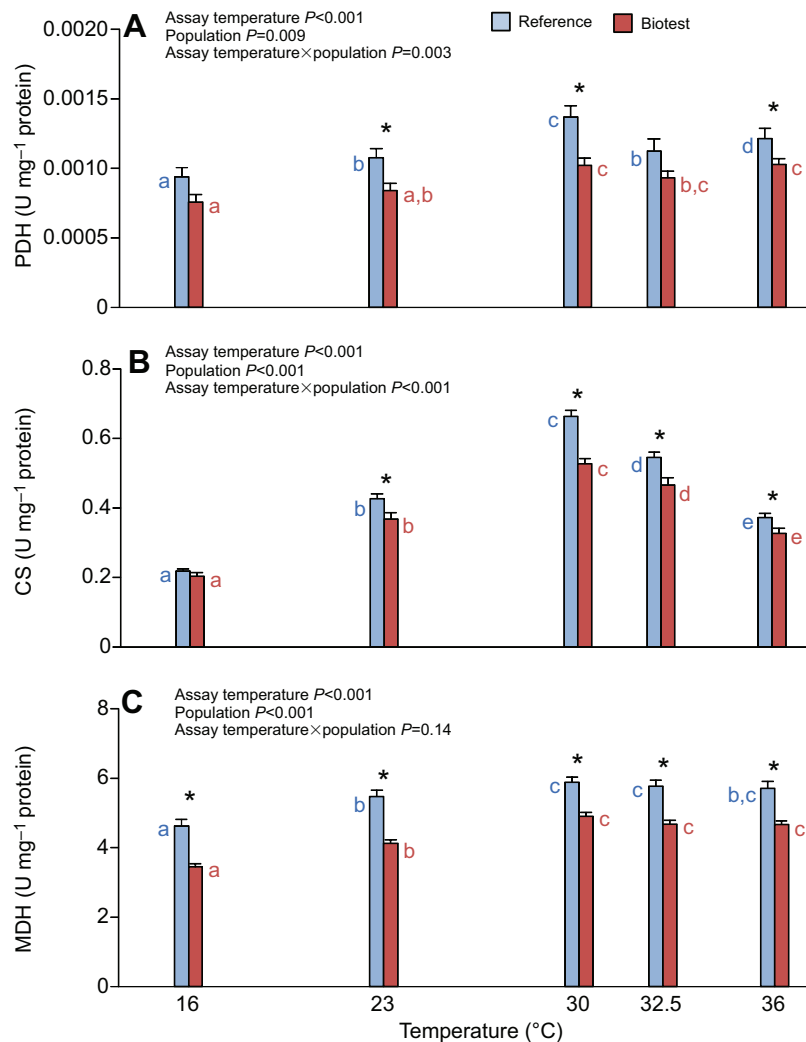 A
Assay temperature P<0.001
Population P=0.009
Assay temperature×population P=0.003
Reference
Biotest
PDH (U mg⁻¹ protein)
0.0020
0.0015
0.0010
0.0005
0
a
a
b
*
a,b
c
*
c
b
b,c
d
*
c
B
Assay temperature P<0.001
Population P<0.001
Assay temperature×population P<0.001
CS (U mg⁻¹ protein)
0.8
0.6
0.4
0.2
0
a
a
b
*
b
c
*
c
d
*
d
e
*
e
C
Assay temperature P<0.001
Population P<0.001
Assay temperature×population P=0.14
MDH (U mg⁻¹ protein)
8
6
4
2
0
a
*
a
b
*
b
c
*
c
c
*
c
b,c
*
c
16
23
30
32.5
36
Temperature (°C)